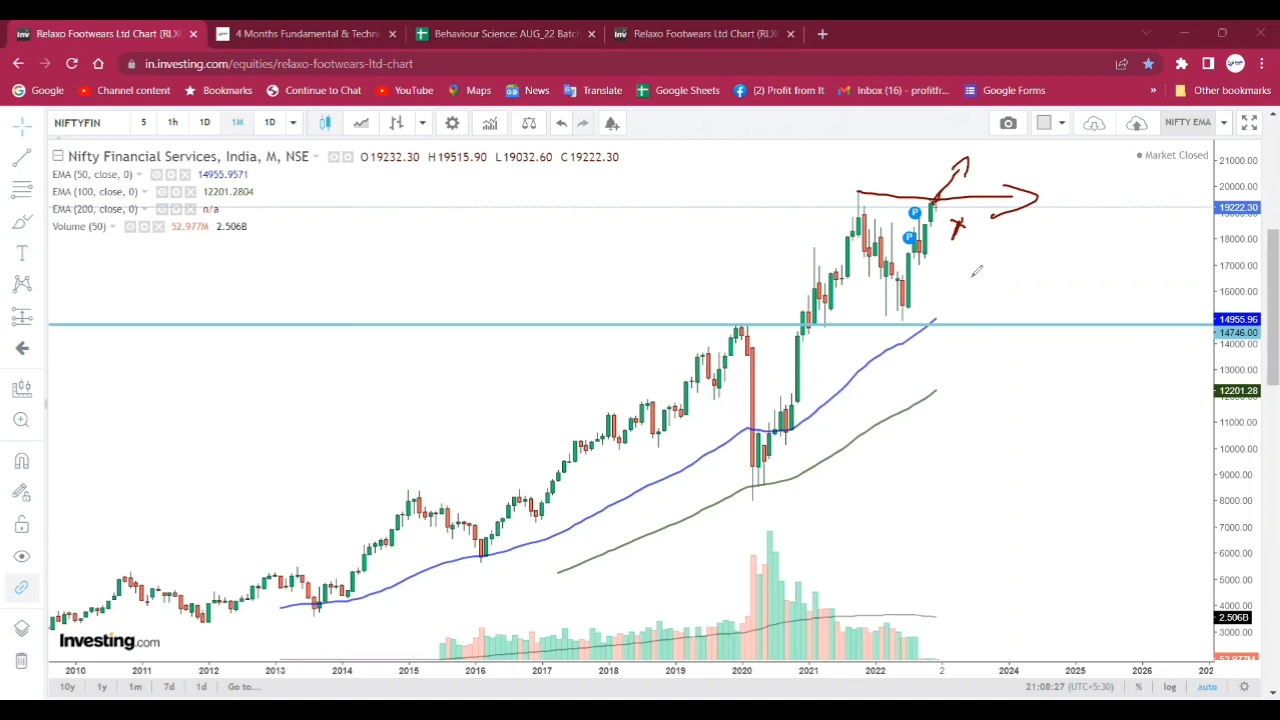 Relaxo Footwears Ltd Chart (RLX
4 Months Fundamental & Techni
Behaviour Science: AUG_22 Batc
Relaxo Footwears Ltd Chart (RLX
in.investing.com/equities/relaxo-footwears-ltd-chart
Google Channel content Bookmarks Continue to Chat YouTube Maps News Translate Google Sheets (2) Profit from It Inbox (16) - profitfr... Google Forms » Other bookmarks
NIFTYFIN 5 1h 1D 1M 1D NIFTY EMA
Nifty Financial Services, India, M, NSE O19232.30 H19515.90 L19032.60 C19222.30
Market Closed
EMA (50, close, 0) 14955.9571
EMA (100, close, 0) 12201.2804
EMA (200, close, 0) n/a
Volume (50) 52.977M 2.506B
P
P
21000.00
20000.00
19222.30
18000.00
17000.00
16000.00
14955.96
14746.00
14000.00
13000.00
12201.28
11000.00
10000.00
9000.00
8000.00
7000.00
6000.00
5000.00
4000.00
2.506B
3000.00
52.977M
Investing.com
2010 2011 2012 2013 2014 2015 2016 2017 2018 2019 2020 2021 2022 2 2024 2025 2026 202
10y 1y 1m 7d 1d Go to... 21:08:27 (UTC+5:30) % log auto